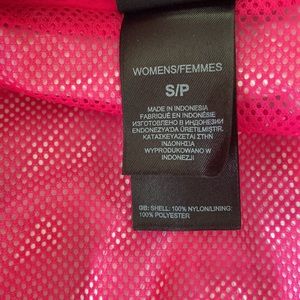 WOMENS/FEMMES
S/P
MADE IN INDONESIA
FABRIQUÉ EN INDONÉSIE
ИЗГОТОВЛЕНО В ИНДОНЕЗИИ
ENDONEZYA'DA ÜRETILMIŞTIR.
ΚΑΤΑΣΚΕΥΑΖΕΤΑΙ ΣΤΗΝ
ΙΝΔΟΝΗΣΙΑ
WYPRODUKOWANO W
INDONEZJI
GB: SHELL: 100% NYLON/LINING:
100% POLYESTER